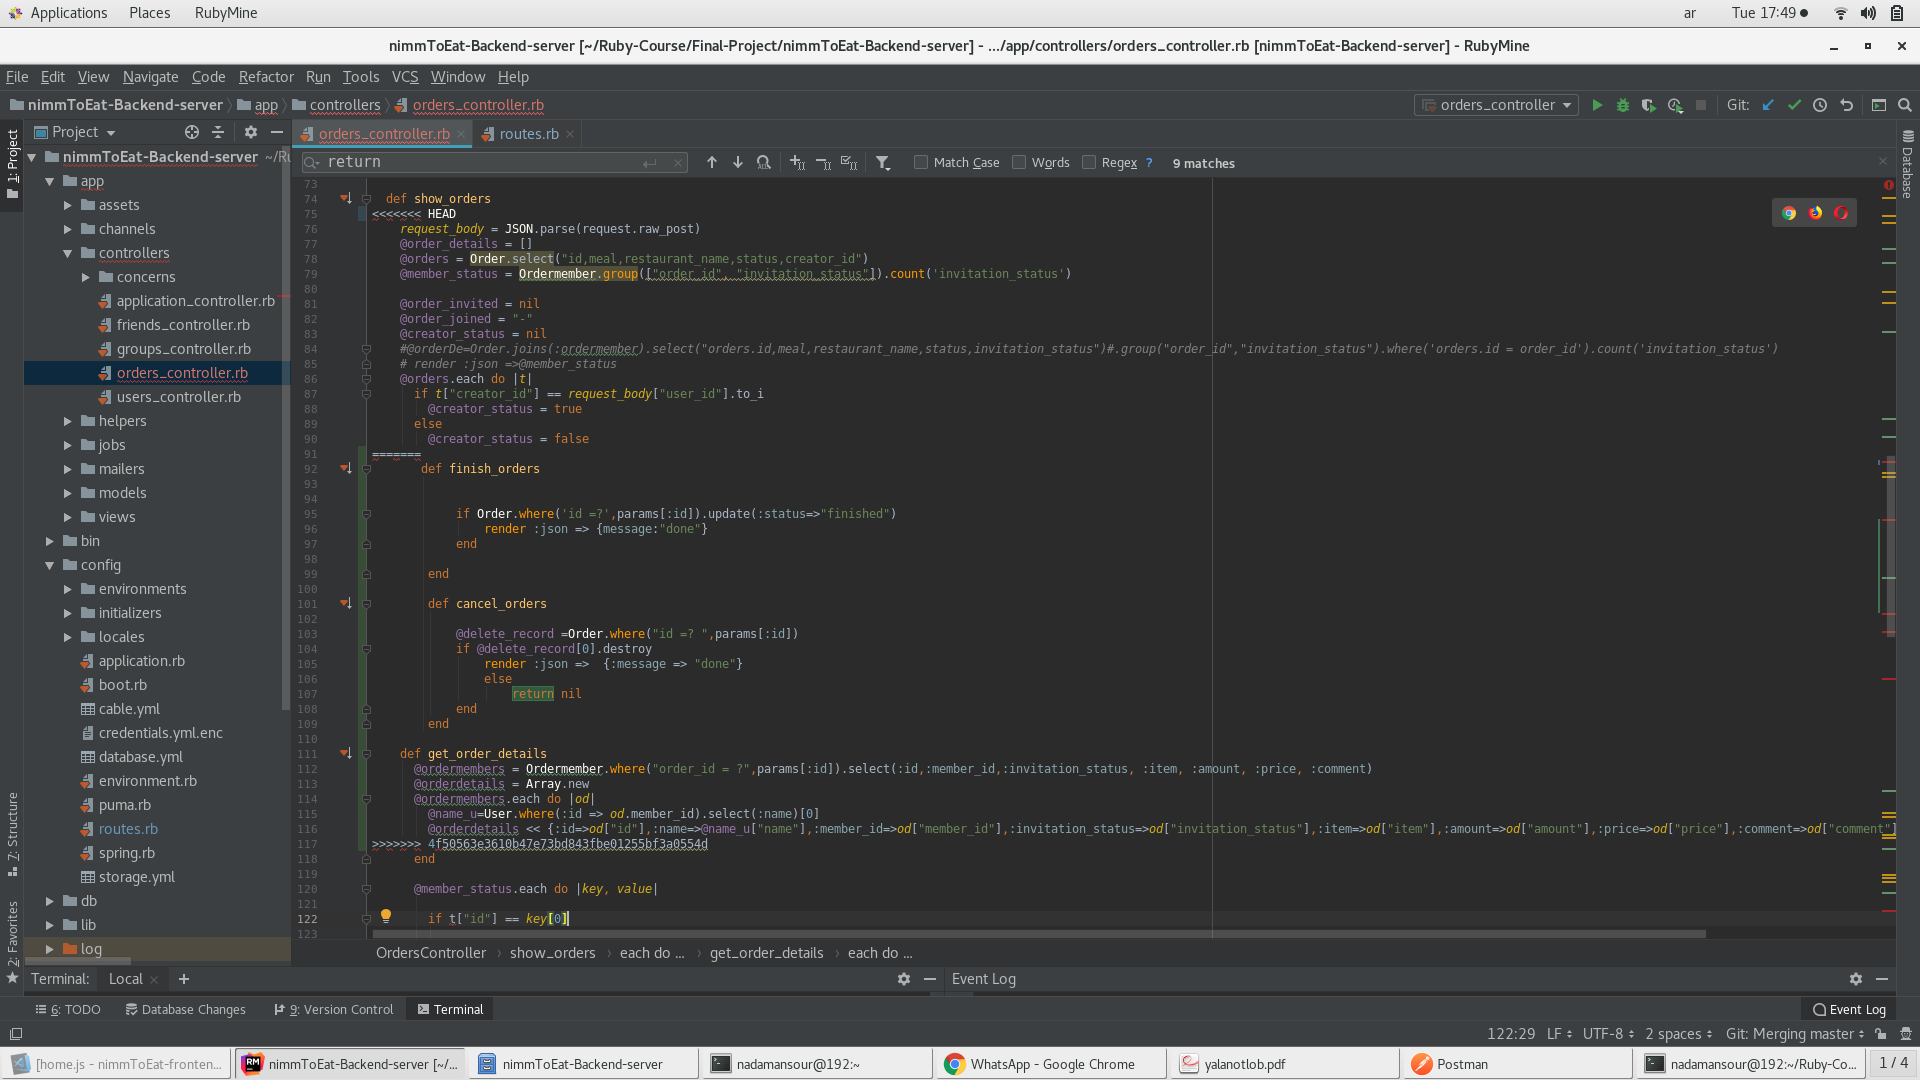 Applications Places RubyMine ar Tue 17:49
nimmToEat-Backend-server [~/Ruby-Course/Final-Project/nimmToEat-Backend-server] - .../app/controllers/orders_controller.rb [nimmToEat-Backend-server] - RubyMine
File Edit View Navigate Code Refactor Run Tools VCS Window Help
nimmToEat-Backend-server app controllers orders_controller.rb orders_controller Git:
1: Project
Project
nimmToEat-Backend-server ~/Ru
app
assets
channels
controllers
concerns
application_controller.rb
friends_controller.rb
groups_controller.rb
orders_controller.rb
users_controller.rb
helpers
jobs
mailers
models
views
bin
config
environments
initializers
locales
application.rb
boot.rb
cable.yml
credentials.yml.enc
database.yml
environment.rb
puma.rb
routes.rb
spring.rb
storage.yml
db
lib
log
7: Structure
2: Favorites
Database
orders_controller.rb routes.rb
return Match Case Words Regex ? 9 matches
73
74 def show_orders
75 <<<<<<< HEAD
76 request_body = JSON.parse(request.raw_post)
77 @order_details = []
78 @orders = Order.select("id,meal,restaurant_name,status,creator_id")
79 @member_status = Ordermember.group(["order_id", "invitation_status"]).count('invitation_status')
80
81 @order_invited = nil
82 @order_joined = "-"
83 @creator_status = nil
84 #@orderDe=Order.joins(:ordermember).select("orders.id,meal,restaurant_name,status,invitation_status")#.group("order_id","invitation_status").where('orders.id = order_id').count('invitation_status')
85 # render :json =>@member_status
86 @orders.each do |t|
87 if t["creator_id"] == request_body["user_id"].to_i
88 @creator_status = true
89 else
90 @creator_status = false
91 =======
92 def finish_orders
93
94
95 if Order.where('id =?',params[:id]).update(:status=>"finished")
96 render :json => {message:"done"}
97 end
98
99 end
100
101 def cancel_orders
102
103 @delete_record =Order.where("id =? ",params[:id])
104 if @delete_record[0].destroy
105 render :json => {:message => "done"}
106 else
107 return nil
108 end
109 end
110
111 def get_order_details
112 @ordermembers = Ordermember.where("order_id = ?",params[:id]).select(:id,:member_id,:invitation_status, :item, :amount, :price, :comment)
113 @orderdetails = Array.new
114 @ordermembers.each do |od|
115 @name_u=User.where(:id => od.member_id).select(:name)[0]
116 @orderdetails << {:id=>od["id"],:name=>@name_u["name"],:member_id=>od["member_id"],:invitation_status=>od["invitation_status"],:item=>od["item"],:amount=>od["amount"],:price=>od["price"],:comment=>od["comment"]
117 >>>>>>> 4f50563e3610b47e73bd843fbe01255bf3a0554d
118 end
119
120 @member_status.each do |key, value|
121
122 if t["id"] == key[0]
123
OrdersController › show_orders › each do ... › get_order_details › each do ...
Terminal: Local + Event Log
6: TODO Database Changes 9: Version Control Terminal Event Log
122:29 LF UTF-8 2 spaces Git: Merging master
[home.js - nimmToEat-fronten... nimmToEat-Backend-server [~/... nimmToEat-Backend-server nadamansour@192:~ WhatsApp - Google Chrome yalanotlob.pdf Postman nadamansour@192:~/Ruby-Co... 1 / 4